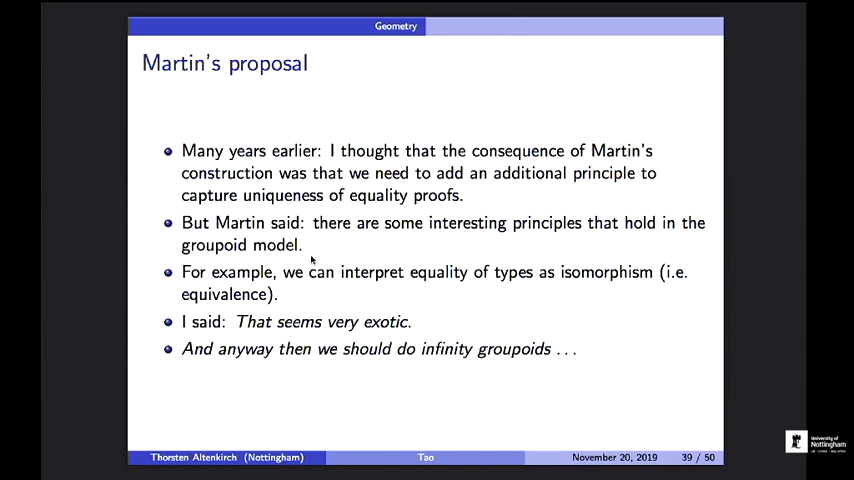 Geometry
Martin's proposal
Many years earlier: I thought that the consequence of Martin's
construction was that we need to add an additional principle to
capture uniqueness of equality proofs.
But Martin said: there are some interesting principles that hold in the
groupoid model.
For example, we can interpret equality of types as isomorphism (i.e.
equivalence).
I said: That seems very exotic.
And anyway then we should do infinity groupoids . . .
University of
Nottingham
Thorsten Altenkirch (Nottingham) Tao November 20, 2019 39 / 50